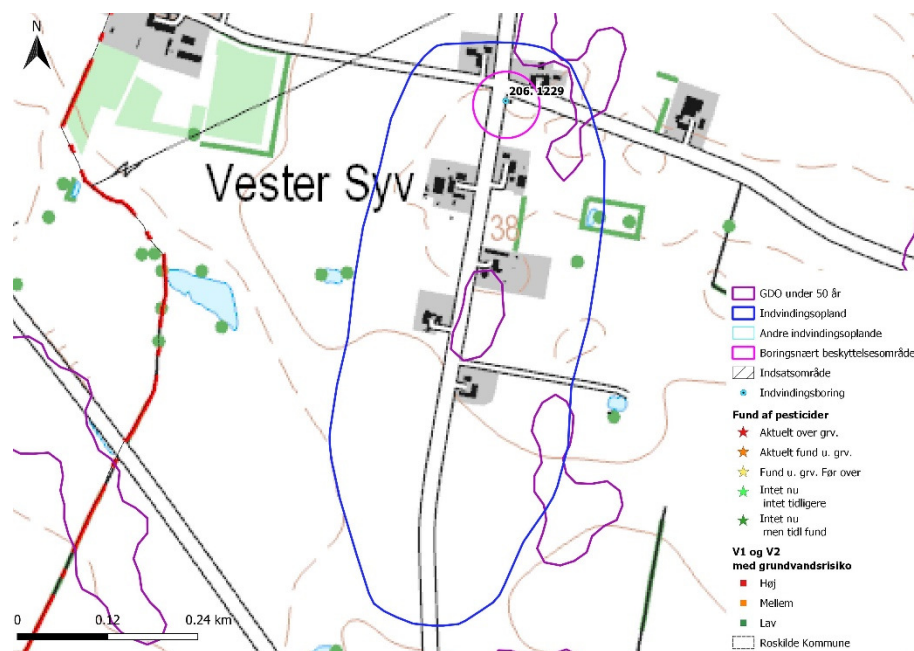 N
206. 1229
Vester Syv
38
GDO under 50 år
Indvindingsopland
Andre indvindingsoplande
Boringsnært beskyttelsesområde
Indsatsområde
Indvindingsboring
Fund af pesticider
Aktuelt over grv.
Aktuelt fund u. grv.
Fund u. grv. Før over
Intet nu
intet tidligere
Intet nu
men tidl fund
V1 og V2
med grundvandsrisiko
Høj
Mellem
Lav
Roskilde Kommune
0 0.12 0.24 km